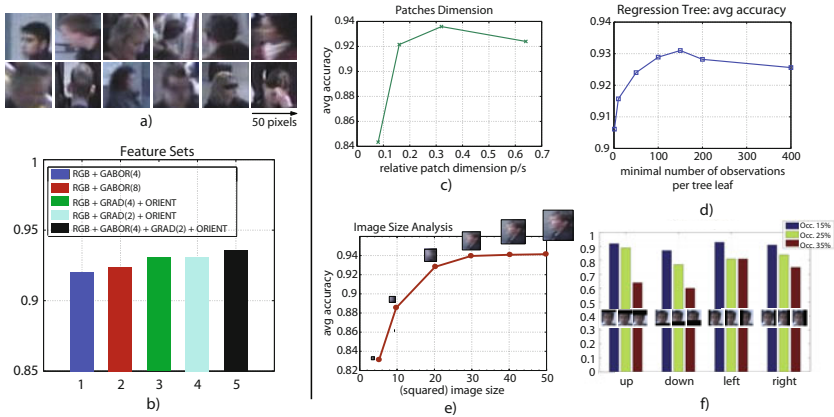 50 pixels
a)
Feature Sets
1
0.95
0.9
0.85
RGB + GABOR(4)
RGB + GABOR(8)
RGB + GRAD(4) + ORIENT
RGB + GRAD(2) + ORIENT
RGB + GABOR(4) + GRAD(2) + ORIENT
1 2 3 4 5
b)
Patches Dimension
avg accuracy
0.94
0.92
0.9
0.88
0.86
0.84
0 0.1 0.2 0.3 0.4 0.5 0.6 0.7
relative patch dimension p/s
c)
Regression Tree: avg accuracy
0.94
0.93
0.92
0.91
0.9
0 100 200 300 400
minimal number of observations
per tree leaf
d)
Image Size Analysis
avg accuracy
0.94
0.92
0.9
0.88
0.86
0.84
0.82
0 10 20 30 40 50
(squared) image size
e)
Occ. 15%
Occ. 25%
Occ. 35%
1
0.9
0.8
0.7
0.6
0.5
0.4
0.3
0.2
0.1
0
up down left right
f)